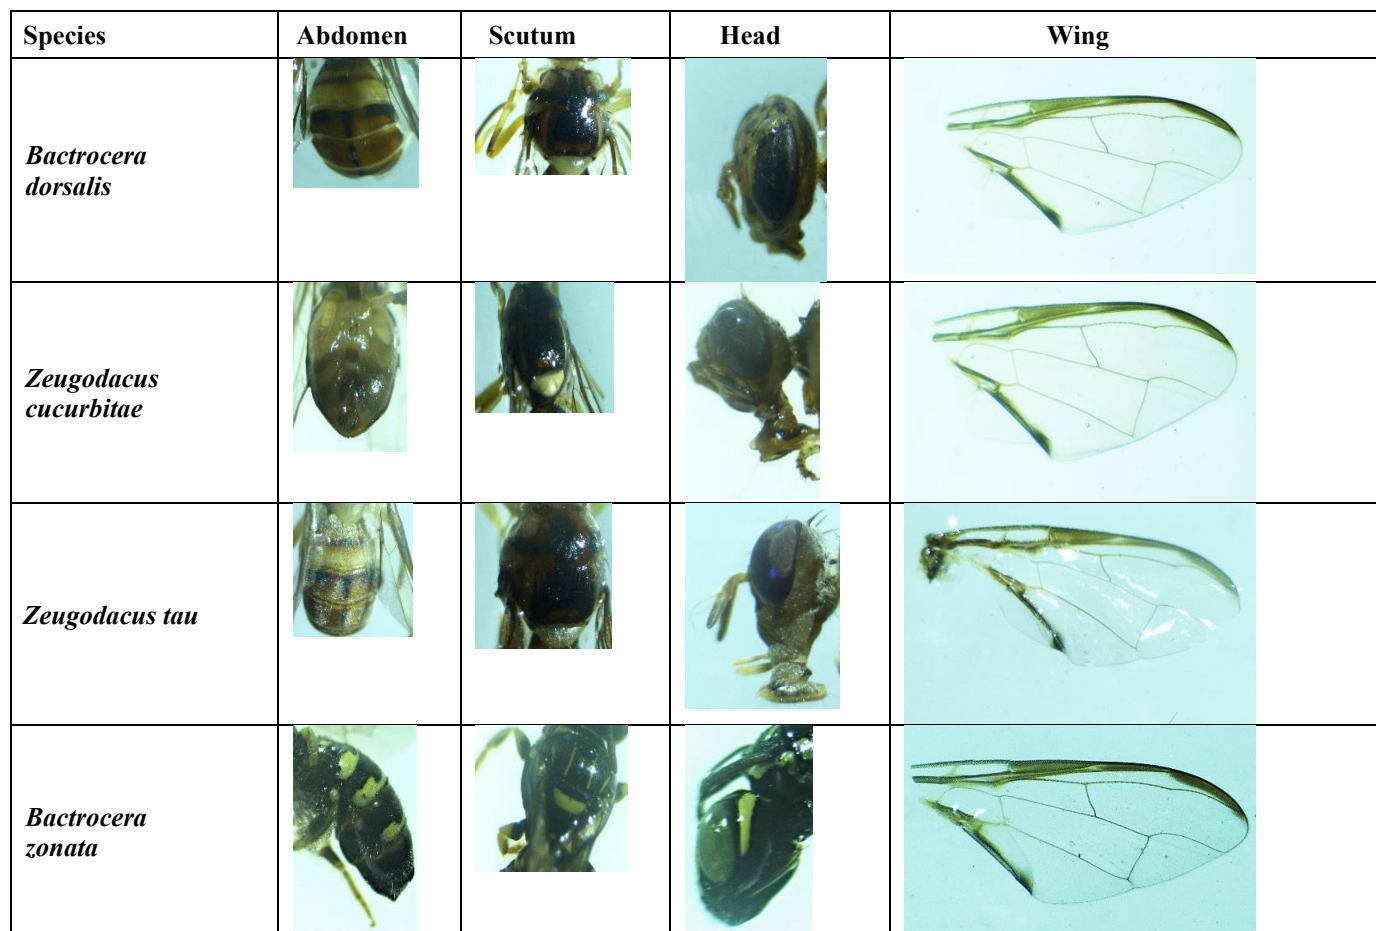 Species Abdomen Scutum Head Wing
Bactrocera
dorsalis
Zeugodacus
cucurbitae
Zeugodacus tau
Bactrocera
zonata